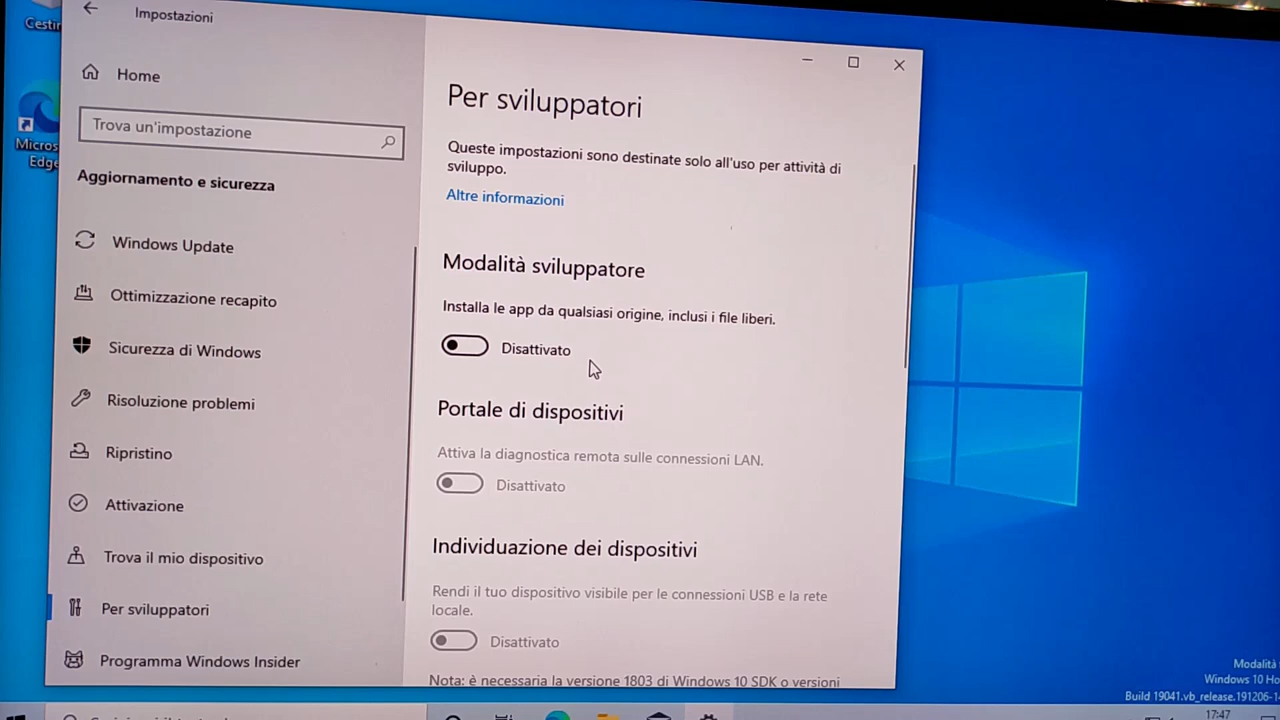 Impostazioni
Home
Trova un'impostazione
Aggiornamento e sicurezza
Windows Update
Ottimizzazione recapito
Sicurezza di Windows
Risoluzione problemi
Ripristino
Attivazione
Trova il mio dispositivo
Per sviluppatori
Programma Windows Insider
Per sviluppatori
Queste impostazioni sono destinate solo all'uso per attività di
sviluppo.
Altre informazioni
Modalità sviluppatore
Installa le app da qualsiasi origine, inclusi i file liberi.
Disattivato
Portale di dispositivi
Attiva la diagnostica remota sulle connessioni LAN.
Disattivato
Individuazione dei dispositivi
Rendi il tuo dispositivo visibile per le connessioni USB e la rete
locale.
Disattivato
Nota: è necessaria la versione 1803 di Windows 10 SDK o versioni
Cestin
Micros
Edge
Modalità
Windows 10 Ho
Build 19041.vb_release.191206-1
17:47